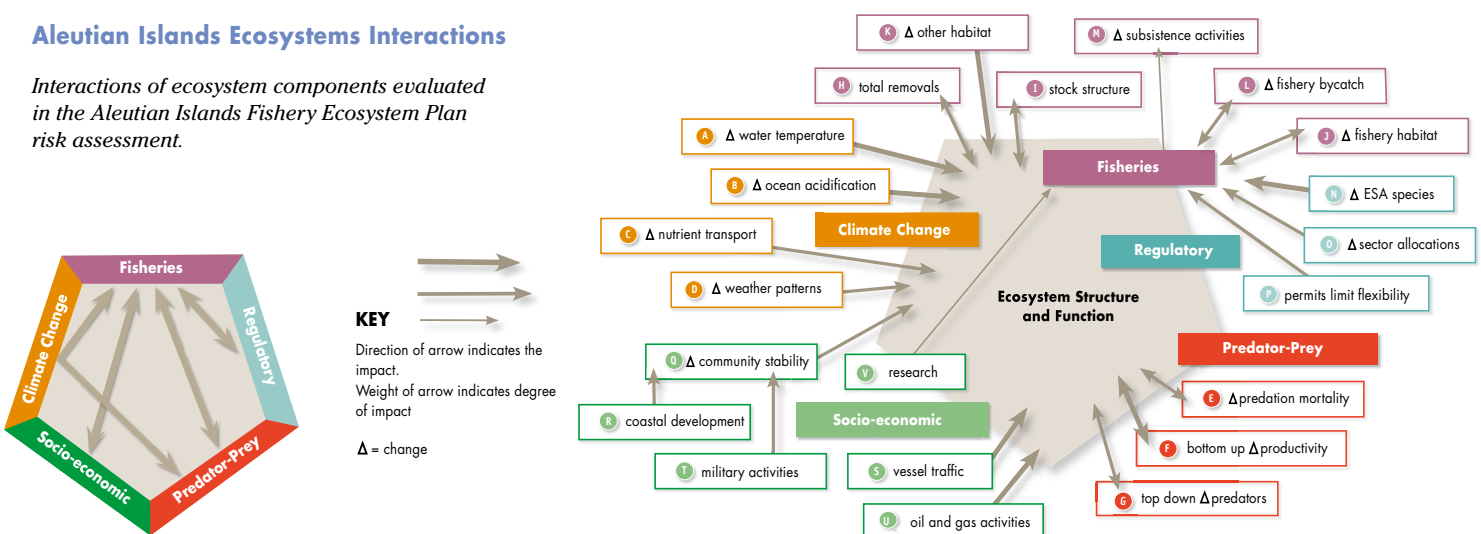 Aleutian Islands Ecosystems Interactions
Interactions of ecosystem components evaluated
in the Aleutian Islands Fishery Ecosystem Plan
risk assessment.
Fisheries
Climate Change
Regulatory
Socio-economic
Predator-Prey
KEY
Direction of arrow indicates the
impact.
Weight of arrow indicates degree
of impact
Δ = change
K Δ other habitat
M Δ subsistence activities
H total removals
I stock structure
L Δ fishery bycatch
A Δ water temperature
J Δ fishery habitat
Fisheries
B Δ ocean acidification
N Δ ESA species
C Δ nutrient transport
Climate Change
Regulatory
O Δ sector allocations
D Δ weather patterns
Ecosystem Structure
and Function
P permits limit flexibility
Q Δ community stability
V research
Predator-Prey
E Δ predation mortality
R coastal development
Socio-economic
F bottom up Δ productivity
T military activities
S vessel traffic
G top down Δ predators
U oil and gas activities